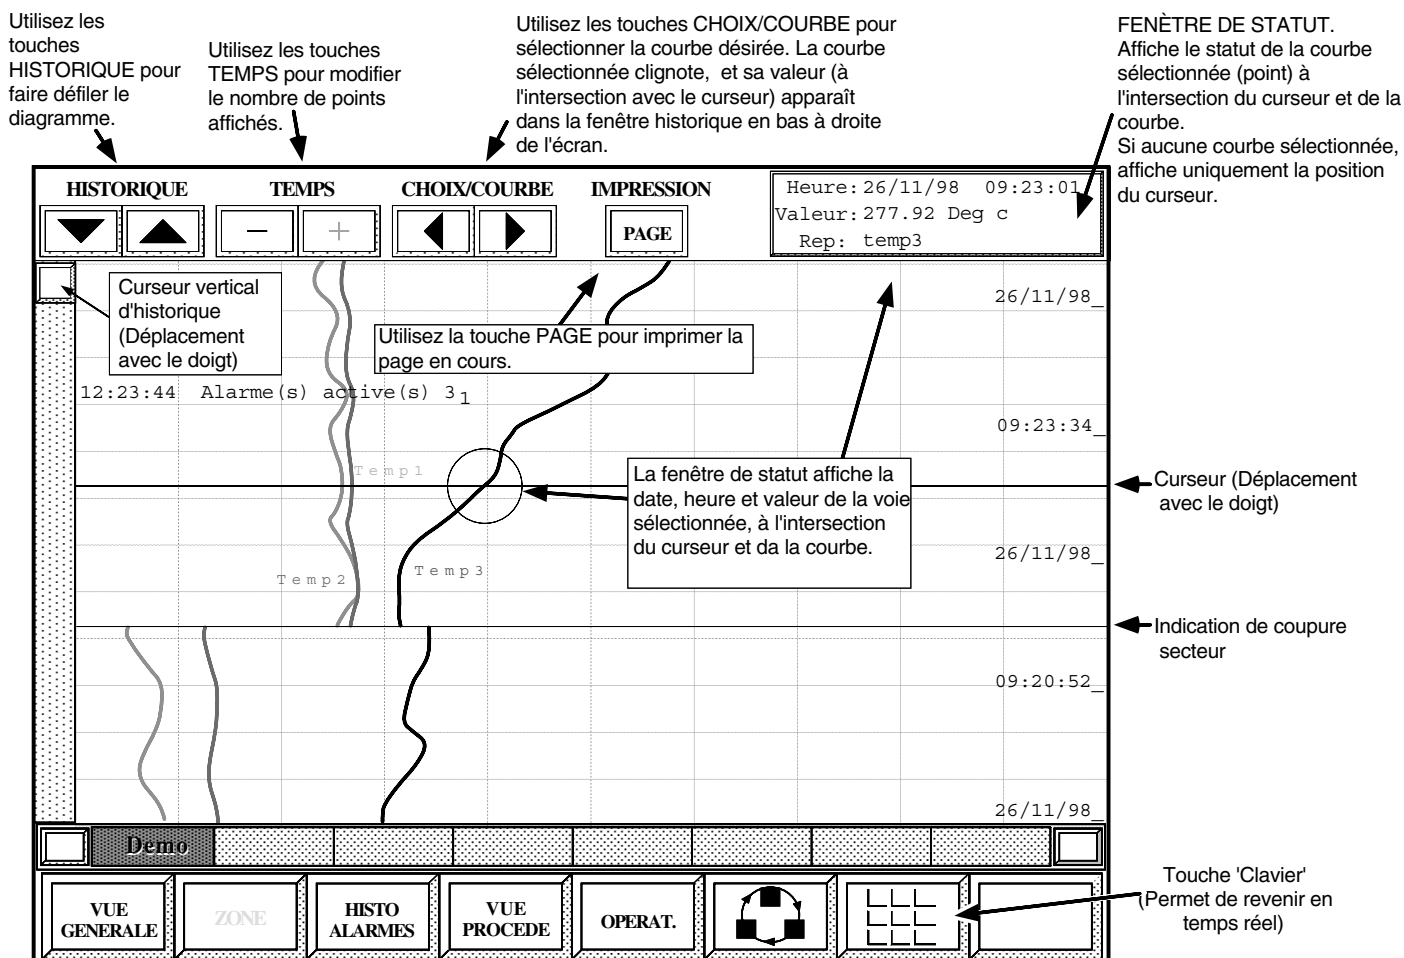 Utilisez les
touches
HISTORIQUE pour
faire défiler le
diagramme.
Utilisez les touches
TEMPS pour modifier
le nombre de points
affichés.
Utilisez les touches CHOIX/COURBE pour
sélectionner la courbe désirée. La courbe
sélectionnée clignote, et sa valeur (à
l'intersection avec le curseur) apparaît
dans la fenêtre historique en bas à droite
de l'écran.
FENÈTRE DE STATUT.
Affiche le statut de la courbe
sélectionnée (point) à
l'intersection du curseur et de la
courbe.
Si aucune courbe sélectionnée,
affiche uniquement la position
du curseur.
HISTORIQUE
TEMPS
CHOIX/COURBE
IMPRESSION
− +
PAGE
Heure: 26/11/98 09:23:01
Valeur: 277.92 Deg c
Rep: temp3
Curseur vertical
d'historique
(Déplacement
avec le doigt)
Utilisez la touche PAGE pour imprimer la
page en cours.
26/11/98_
12:23:44 Alarme(s) active(s) 3 1
09:23:34_
Temp1
La fenêtre de statut affiche la
date, heure et valeur de la voie
sélectionnée, à l'intersection
du curseur et da la courbe.
Curseur (Déplacement
avec le doigt)
26/11/98_
Temp2
Temp3
Indication de coupure
secteur
09:20:52_
26/11/98_
Demo
VUE
GENERALE
ZONE
HISTO
ALARMES
VUE
PROCEDE
OPERAT.
Touche 'Clavier'
(Permet de revenir en
temps réel)